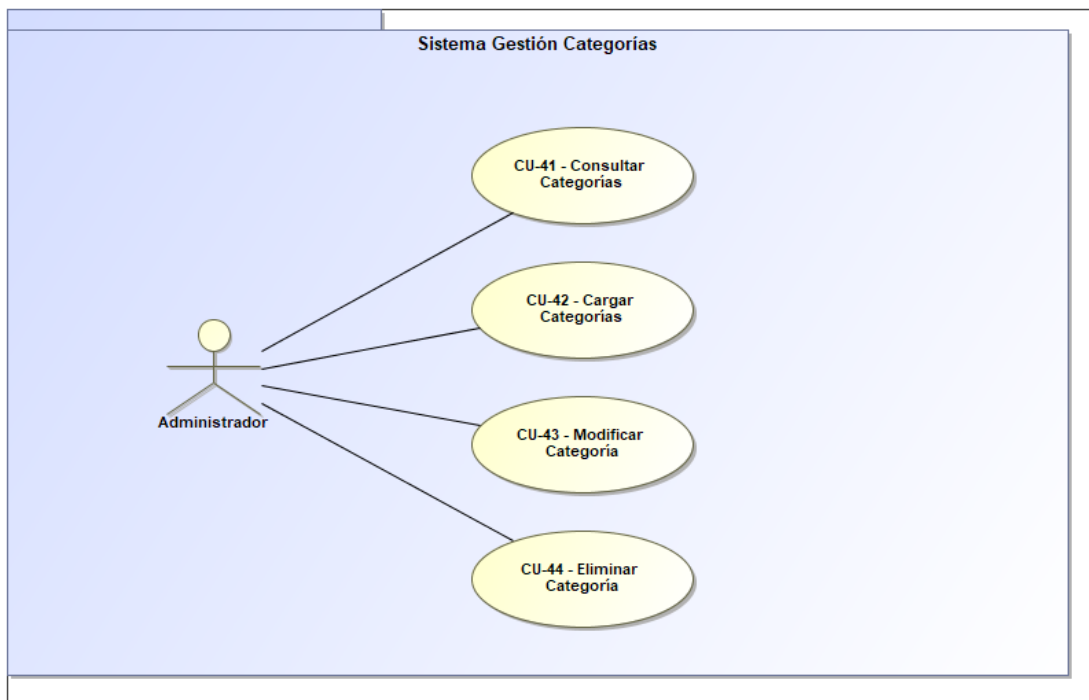 Sistema Gestión Categorías
CU-41 - Consultar
Categorías
CU-42 - Cargar
Categorías
Administrador
CU-43 - Modificar
Categoría
CU-44 - Eliminar
Categoría